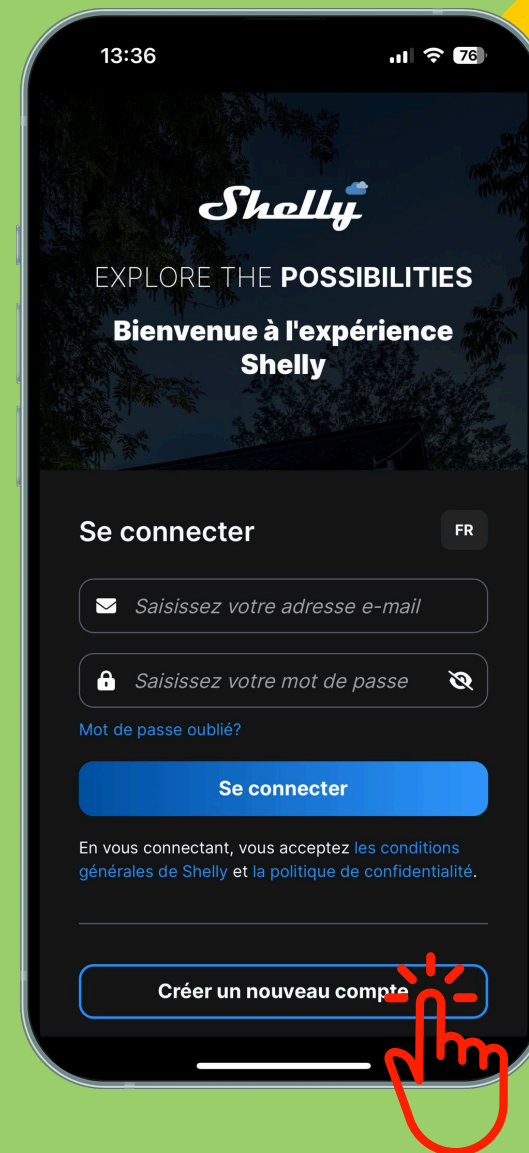 13:36
76
Shelly
EXPLORE THE POSSIBILITIES
Bienvenue à l'expérience
Shelly
Se connecter
FR
Saisissez votre adresse e-mail
Saisissez votre mot de passe
Mot de passe oublié?
Se connecter
En vous connectant, vous acceptez les conditions
générales de Shelly et la politique de confidentialité.
Créer un nouveau compte